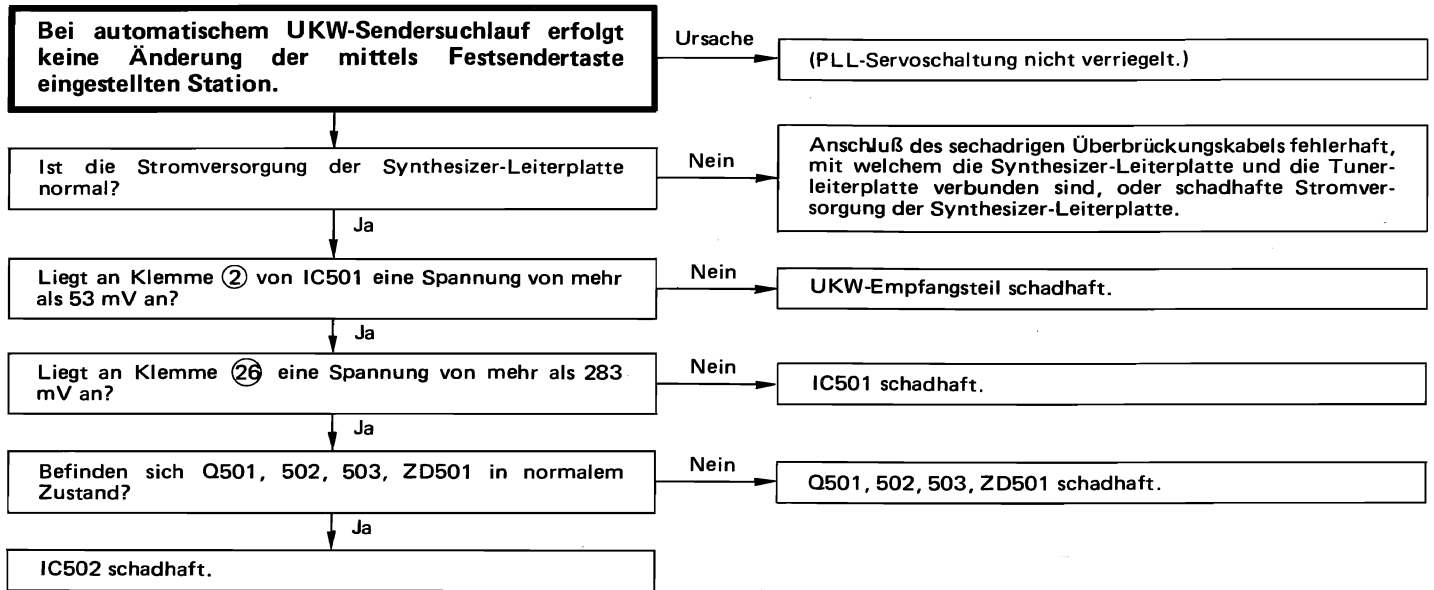 Bei automatischem UKW-Sendersuchlauf erfolgt
keine Änderung der mittels Festsendertaste
eingestellten Station.
Ursache
(PLL-Servoschaltung nicht verriegelt.)
Ist die Stromversorgung der Synthesizer-Leiterplatte
normal?
Nein
Anschluß des sechadrigen Überbrückungskabels fehlerhaft,
mit welchem die Synthesizer-Leiterplatte und die Tuner-
leiterplatte verbunden sind, oder schadhafte Stromver-
sorgung der Synthesizer-Leiterplatte.
Ja
Liegt an Klemme ② von IC501 eine Spannung von mehr
als 53 mV an?
Nein
UKW-Empfangsteil schadhaft.
Ja
Liegt an Klemme ㉖ eine Spannung von mehr als 283
mV an?
Nein
IC501 schadhaft.
Ja
Befinden sich Q501, 502, 503, ZD501 in normalem
Zustand?
Nein
Q501, 502, 503, ZD501 schadhaft.
Ja
IC502 schadhaft.